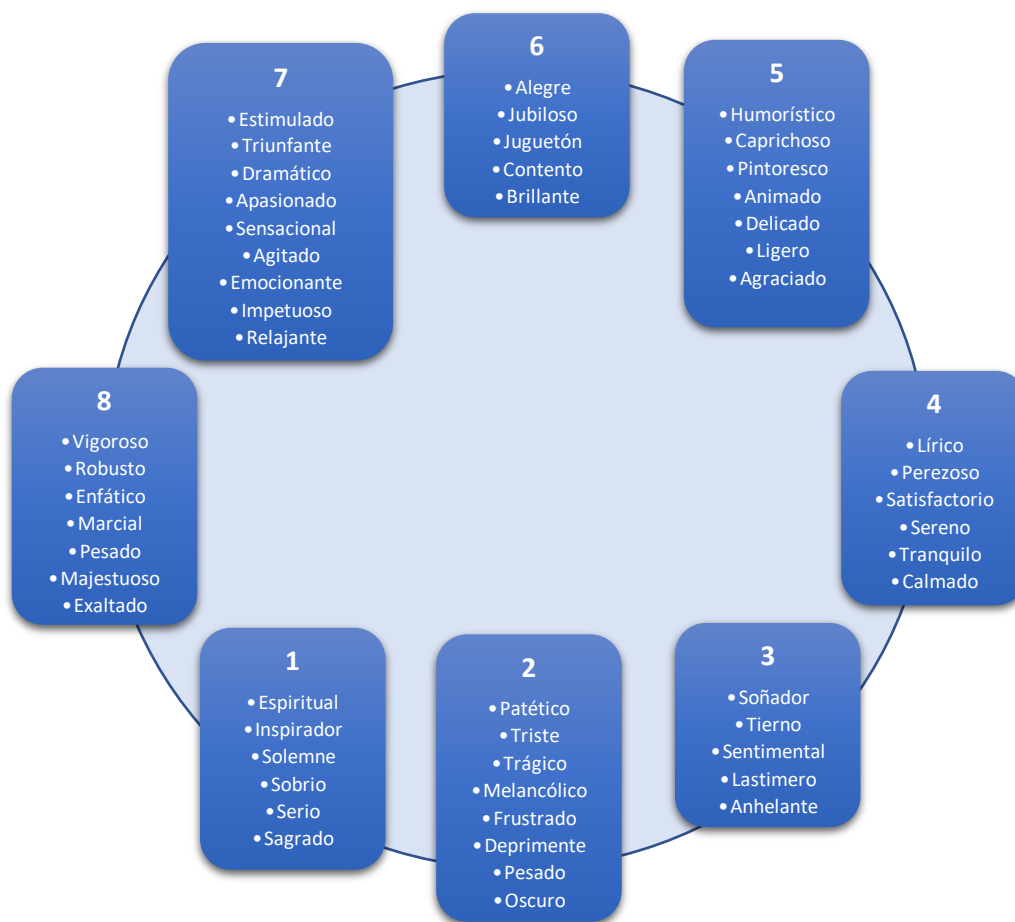 7
• Estimulado
• Triunfante
• Dramático
• Apasionado
• Sensacional
• Agitado
• Emocionante
• Impetuoso
• Relajante
6
• Alegre
• Jubiloso
• Juguetón
• Contento
• Brillante
5
• Humorístico
• Caprichoso
• Pintoresco
• Animado
• Delicado
• Ligero
• Agraciado
8
• Vigoroso
• Robusto
• Enfático
• Marcial
• Pesado
• Majestuoso
• Exaltado
4
• Lírico
• Perezoso
• Satisfactorio
• Sereno
• Tranquilo
• Calmado
1
• Espiritual
• Inspirador
• Solemne
• Sobrio
• Serio
• Sagrado
2
• Patético
• Triste
• Trágico
• Melancólico
• Frustrado
• Deprimente
• Pesado
• Oscuro
3
• Soñador
• Tierno
• Sentimental
• Lastimero
• Anhelante